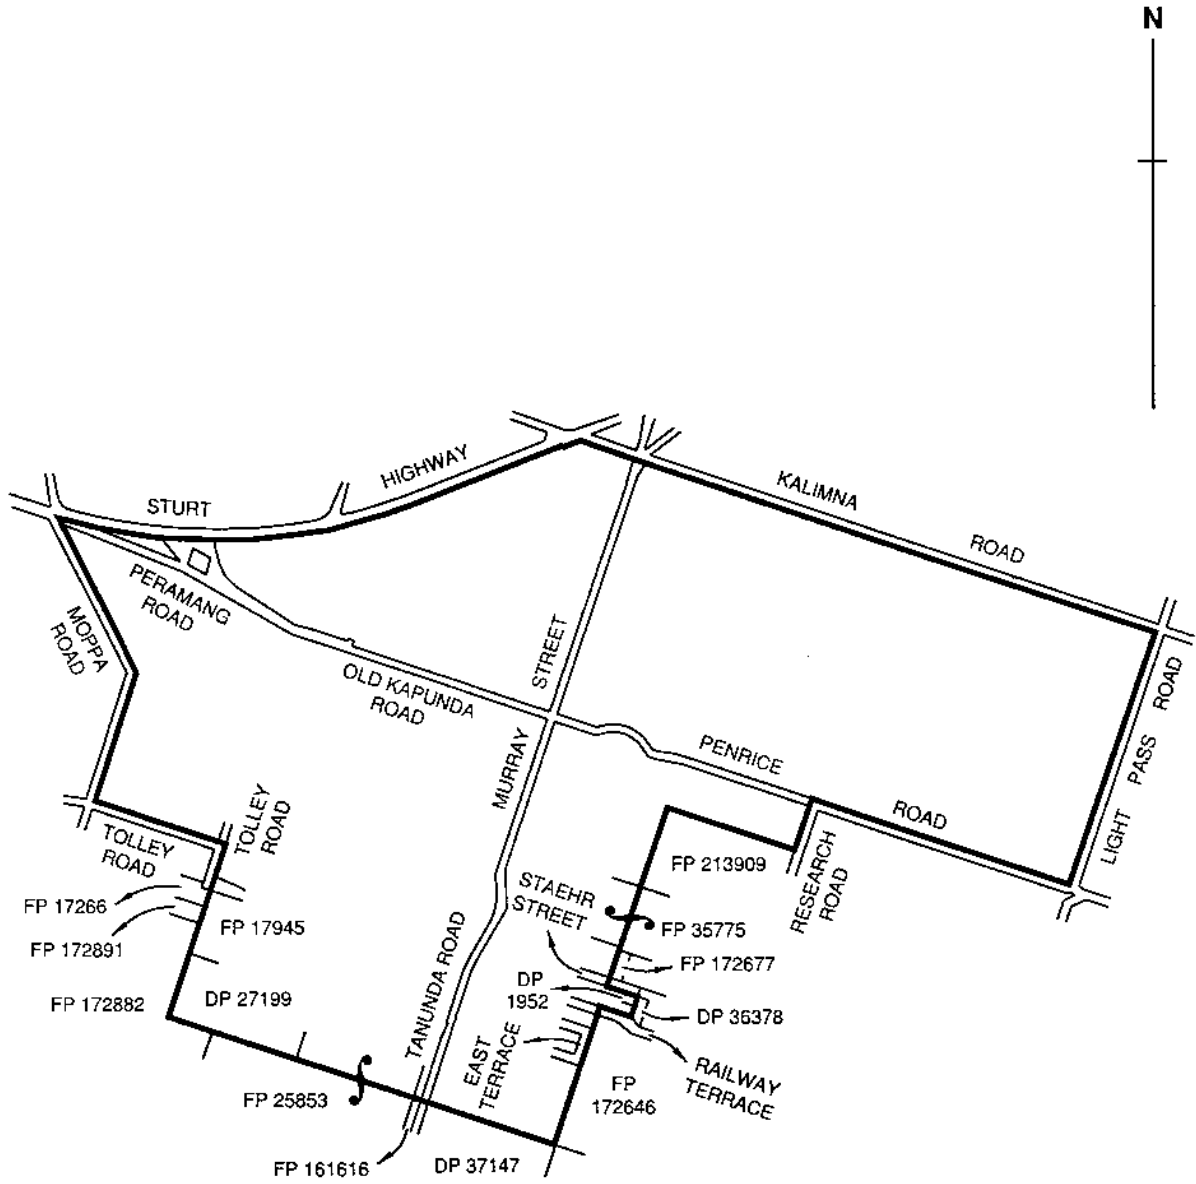 N
HIGHWAY
STURT
KALIMNA
ROAD
PERAMANG
ROAD
MOPPA
ROAD
STREET
OLD KAPUNDA
ROAD
ROAD
PASS
LIGHT
MURRAY
PENRICE
ROAD
TOLLEY
ROAD
TOLLEY
ROAD
FP 213909
RESEARCH
ROAD
STAEHR
STREET
FP 17266
FP 17945
FP 35775
FP 172891
FP 172677
TANUNDA ROAD
DP
1952
FP 172882
DP 27199
DP 36378
EAST
TERRACE
RAILWAY
TERRACE
FP
172646
FP 25853
FP 161616
DP 37147